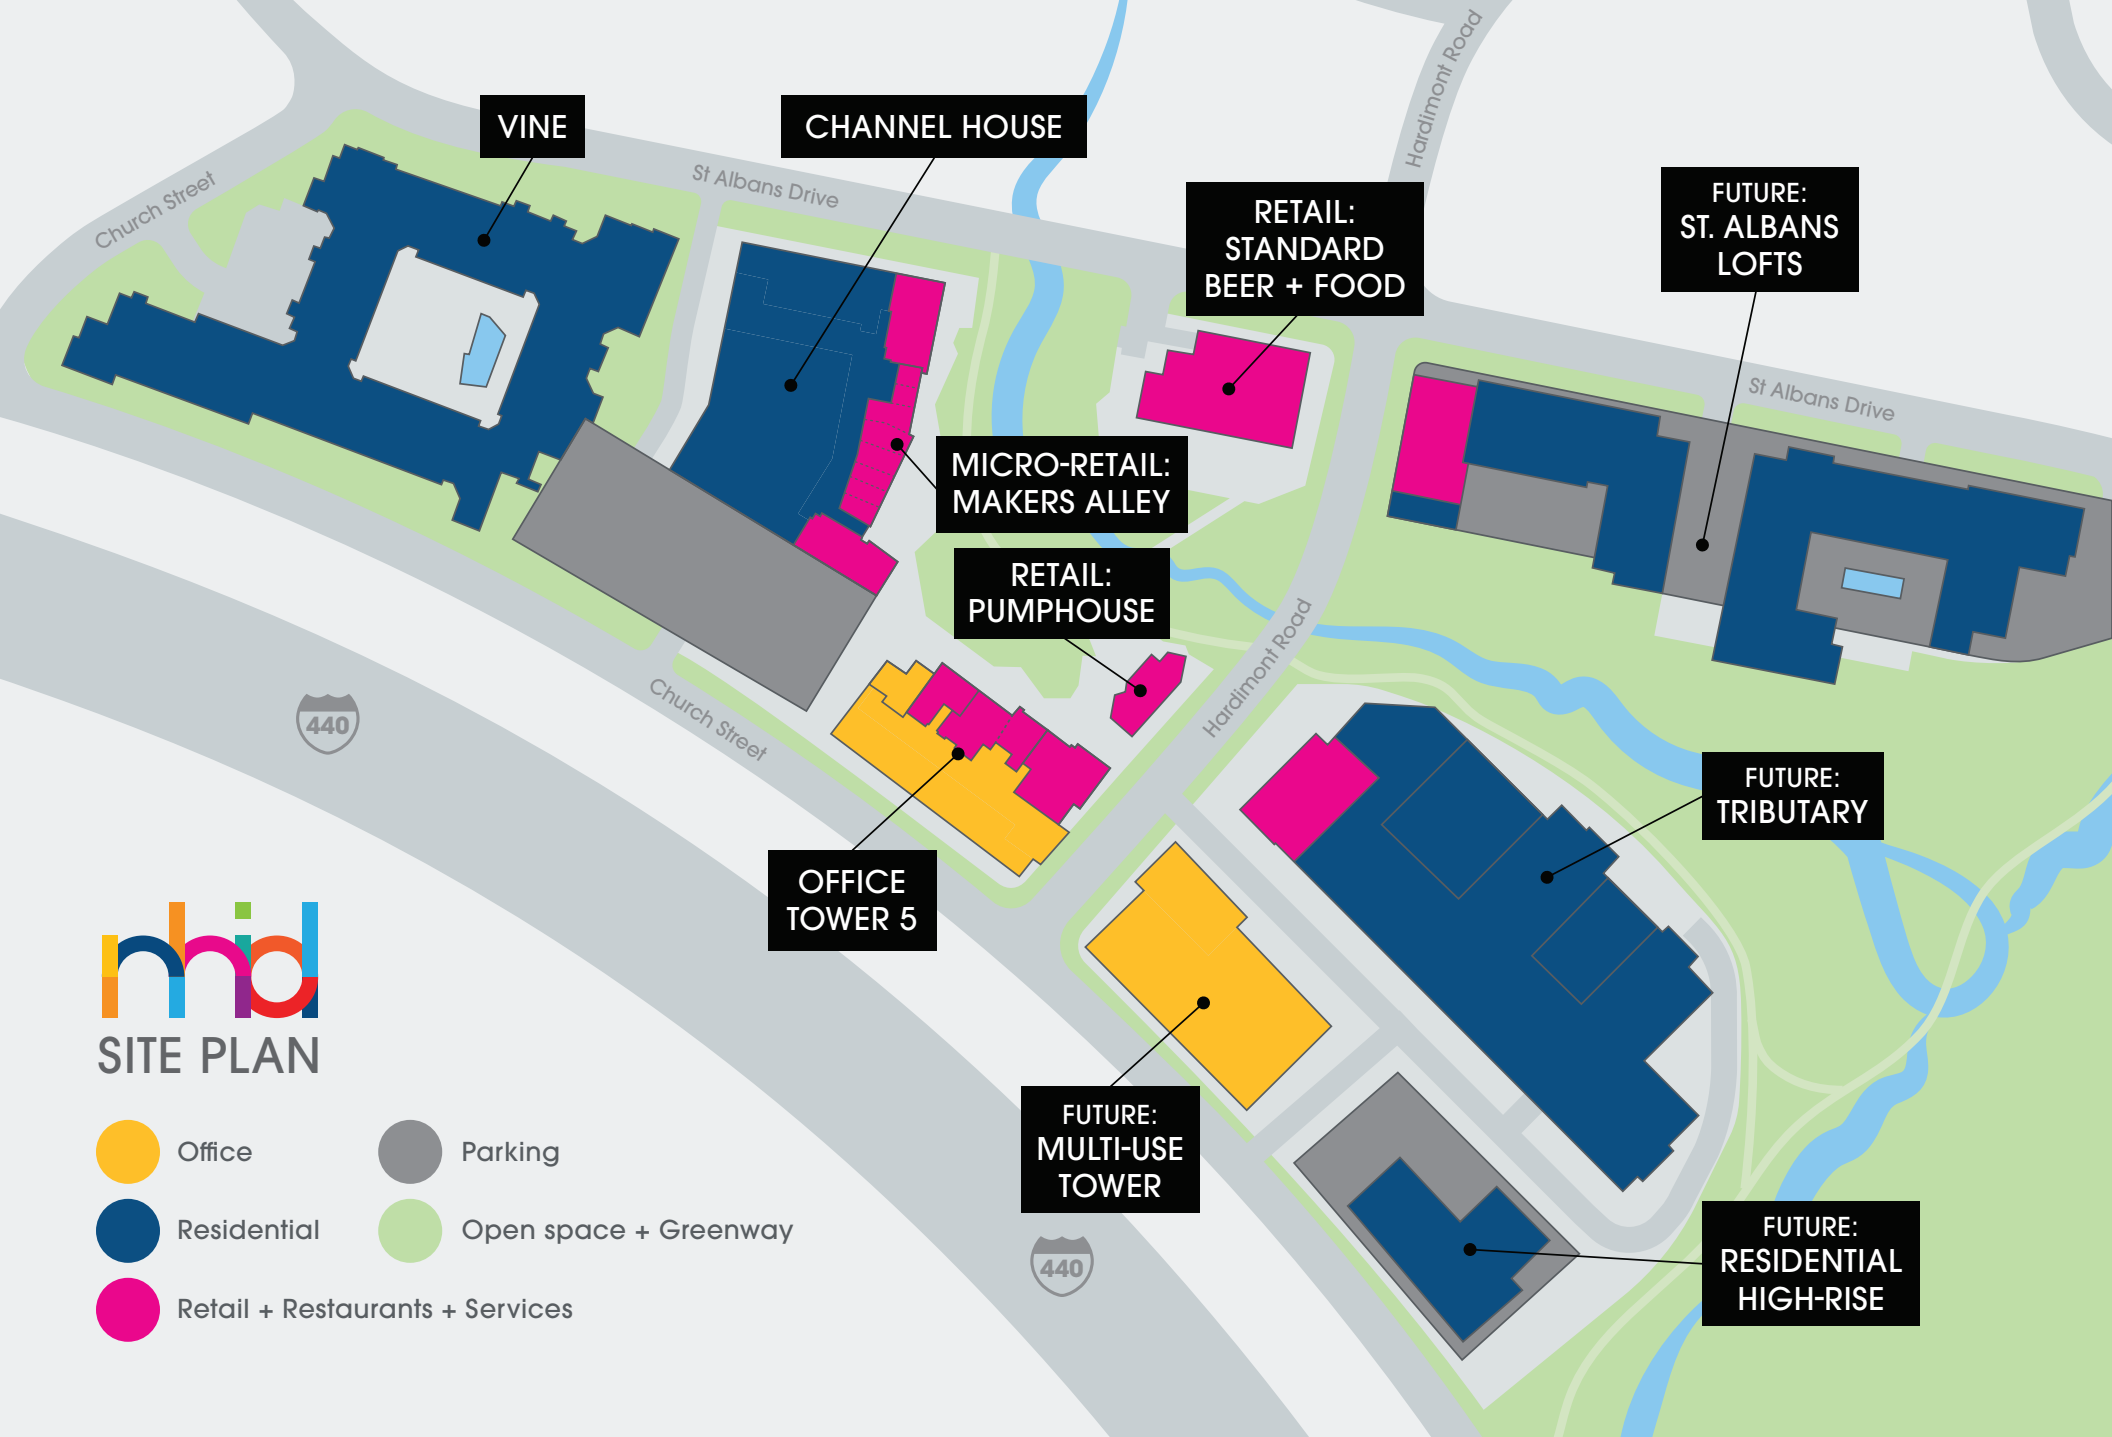 VINE
CHANNEL HOUSE
Hardimont Road
St Albans Drive
Church Street
RETAIL:
STANDARD
BEER + FOOD
FUTURE:
ST. ALBANS
LOFTS
St Albans Drive
MICRO-RETAIL:
MAKERS ALLEY
RETAIL:
PUMPHOUSE
Hardimont Road
Church Street
440
FUTURE:
TRIBUTARY
OFFICE
TOWER 5
nhid
SITE PLAN
FUTURE:
MULTI-USE
TOWER
440
FUTURE:
RESIDENTIAL
HIGH-RISE
Office
Residential
Retail + Restaurants + Services
Parking
Open space + Greenway